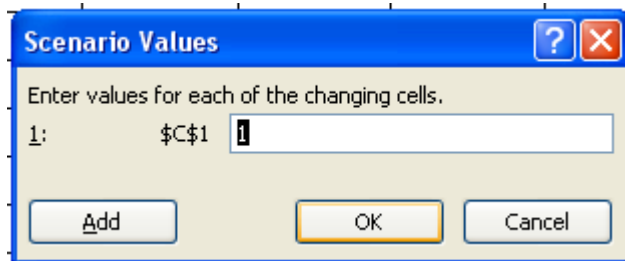 Scenario Values ?
Enter values for each of the changing cells.
1: $C$1 1
Add OK Cancel